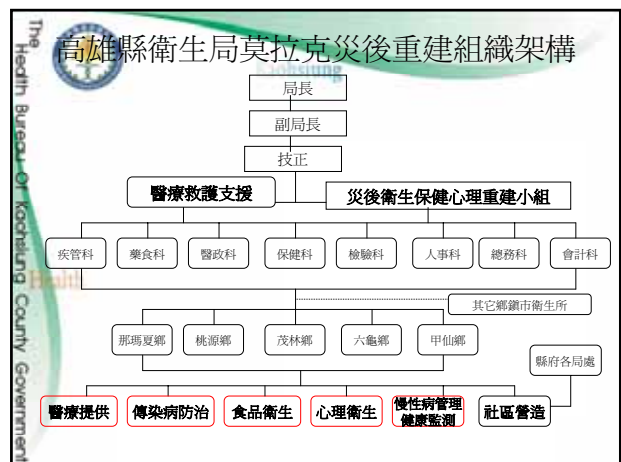 The Health Bureau Of Kaohsiung County Government
高雄縣衛生局莫拉克災後重建組織架構
Kaohsiung
局長
副局長
技正
醫療救護支援
災後衛生保健心理重建小組
疾管科
藥食科
醫政科
保健科
檢驗科
人事科
總務科
會計科
Health
其它鄉鎮市衛生所
那瑪夏鄉
桃源鄉
茂林鄉
六龜鄉
甲仙鄉
縣府各局處
醫療提供
傳染病防治
食品衛生
心理衛生
慢性病管理
健康監測
社區營造